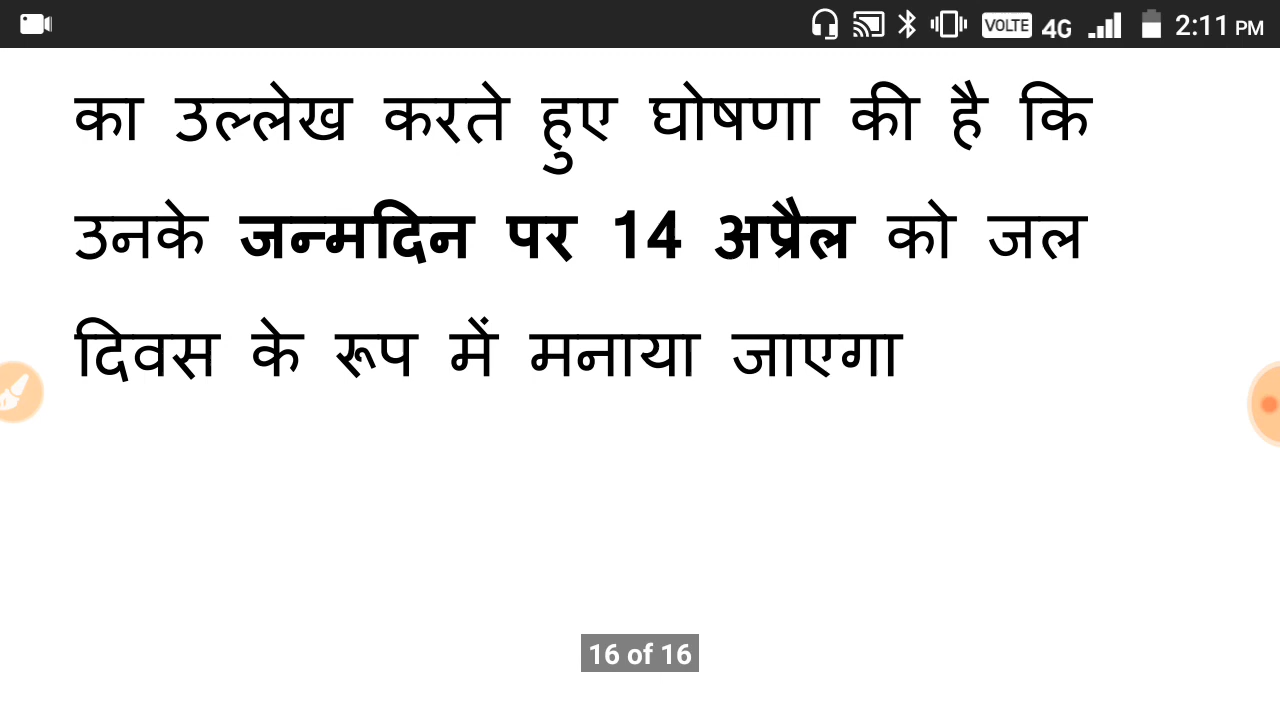 VOLTE 4G 2:11 PM
का उल्लेख करते हुए घोषणा की है कि
उनके जन्मदिन पर 14 अप्रैल को जल
दिवस के रूप में मनाया जाएगा
16 of 16